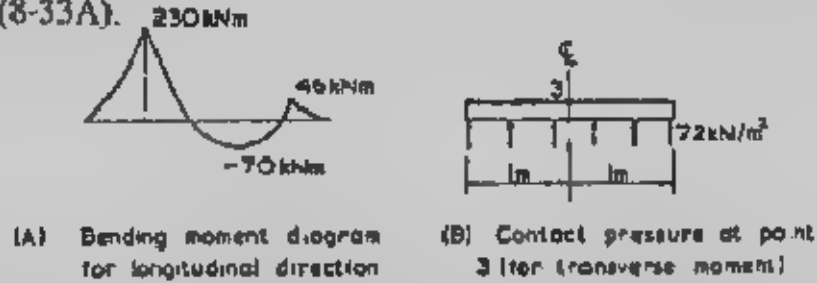 (8-33A).
230kNm
46kNm
-70kNm
℄
3
72kN/m²
1m 1m
(A) Bending moment diagram
for longitudinal direction
(B) Contact pressure at point
3 (for transverse moment)